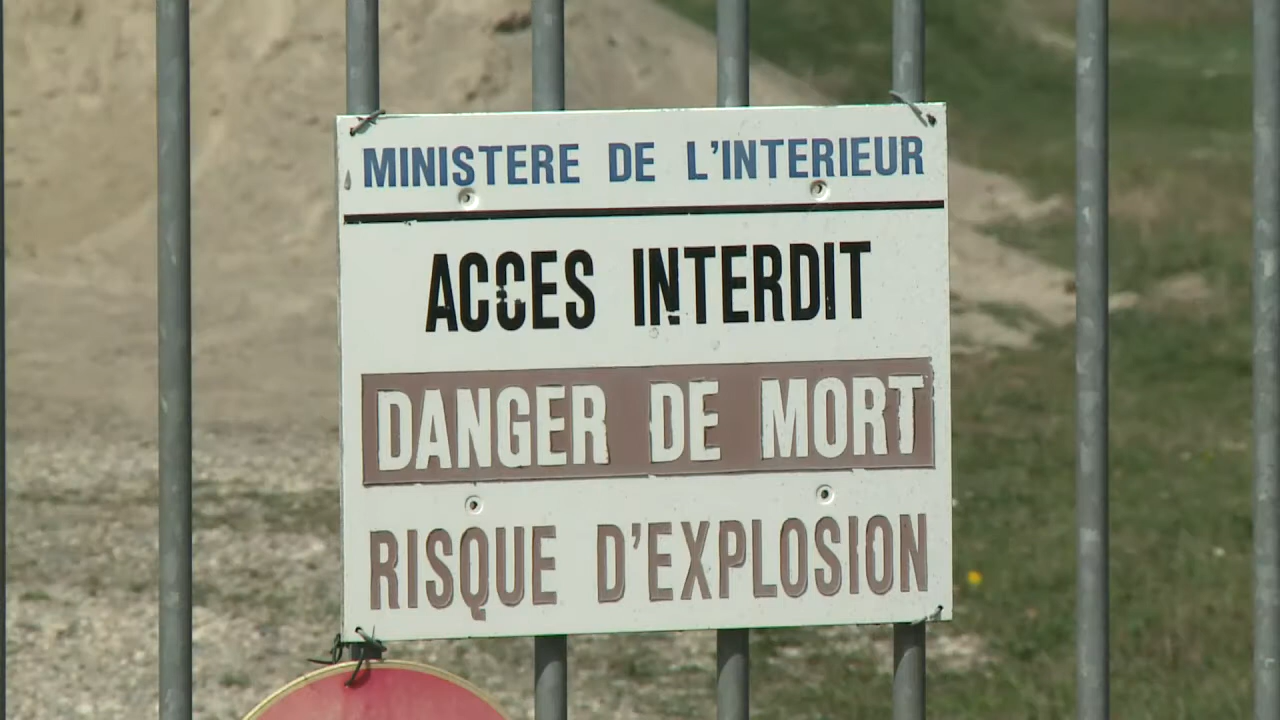 MINISTERE DE L'INTERIEUR
ACCES INTERDIT
DANGER DE MORT
RISQUE D'EXPLOSION